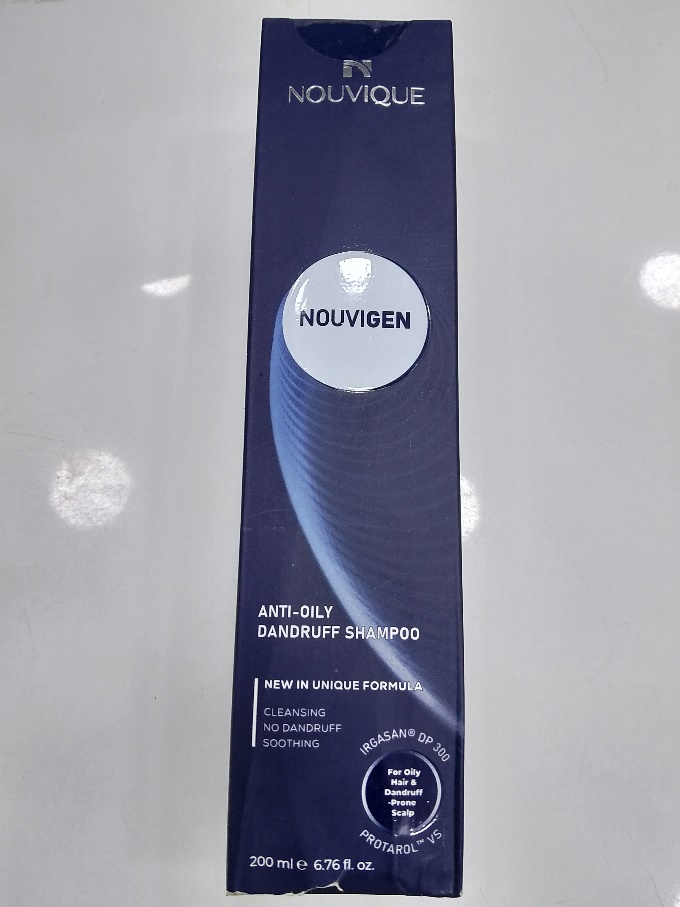 NOUVIQUE
NOUVIGEN
ANTI-OILY
DANDRUFF SHAMPOO
NEW IN UNIQUE FORMULA
CLEANSING
NO DANDRUFF
SOOTHING
IRGASAN® DP 300
For Oily
Hair &
Dandruff
-Prone
Scalp
PROTAROL™ VS
200 ml e 6.76 fl. oz.